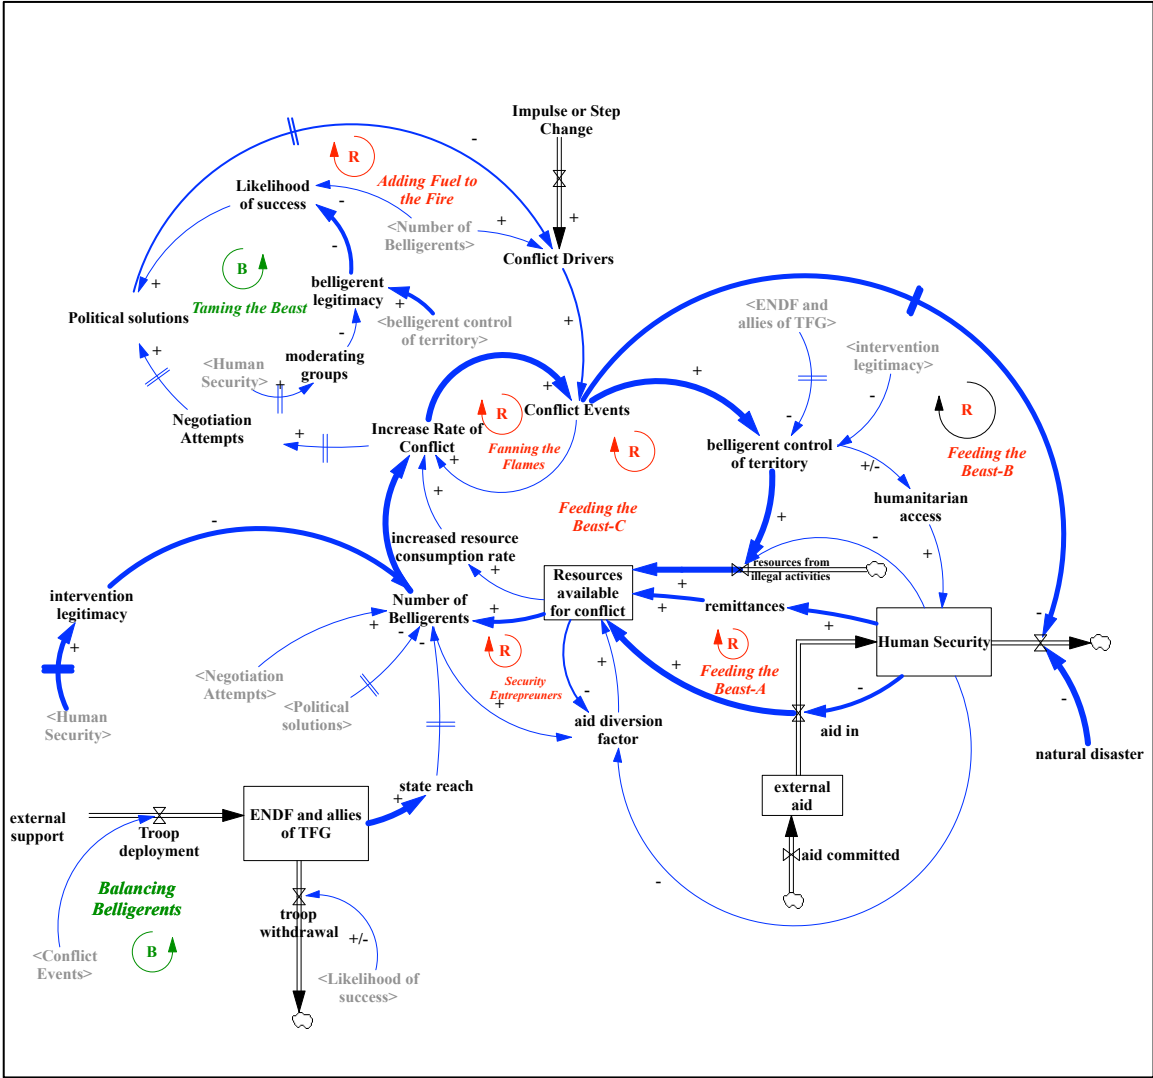 Impulse or Step
Change
+
-
R
Adding Fuel to
the Fire
Likelihood
of success
-
<Number of
Belligerents>
+
Conflict Drivers
-
B
Taming the Beast
+
belligerent
legitimacy
+
<belligerent control
of territory>
+
Political solutions
+
-
<ENDF and
allies of TFG>
<intervention
legitimacy>
<Human
Security>
+
moderating
groups
Negotiation
Attempts
+
+
Increase Rate of
Conflict
+
R
Fanning the
Flames
+
Conflict Events
+
-
-
belligerent control
of territory
+/-
R
Feeding the
Beast-B
R
Feeding the
Beast-C
+
humanitarian
access
+
-
+
-
increased resource
consumption rate
+
Resources
available
for conflict
resources from
illegal activities
+
+
remittances
+
Human Security
-
intervention
legitimacy
+
<Human
Security>
Number of
Belligerents
+
-
-
+
<Negotiation
Attempts>
<Political
solutions>
R
Security
Entrepreuners
+
-
+
aid diversion
factor
R
Feeding the
Beast-A
+
-
aid in
-
natural disaster
external
aid
aid committed
-
state reach
+
external
support
Troop
deployment
ENDF and allies
of TFG
Balancing
Belligerents
B
<Conflict
Events>
troop
withdrawal
+/-
<Likelihood of
success>